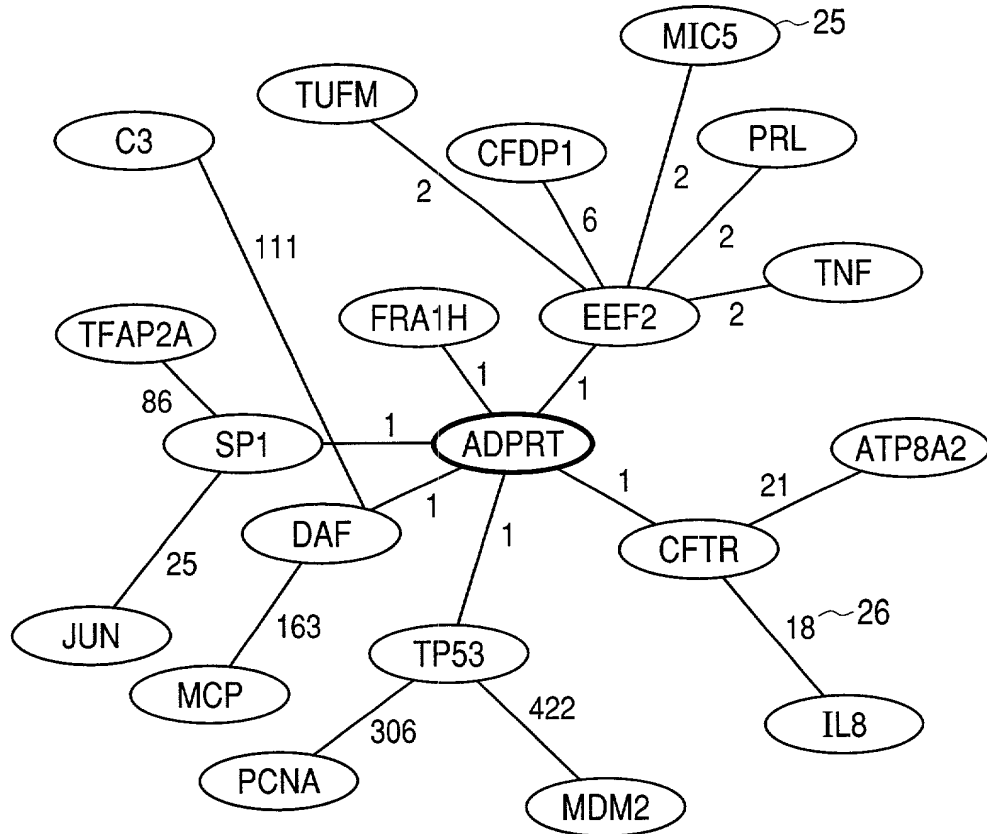 MIC5
25
TUFM
C3
CFDP1
PRL
2
2
6
2
111
TNF
FRA1H
EEF2
2
TFAP2A
1
1
86
1
SP1
ADPRT
ATP8A2
1
21
1
DAF
1
CFTR
25
163
18
26
JUN
TP53
MCP
422
IL8
306
PCNA
MDM2